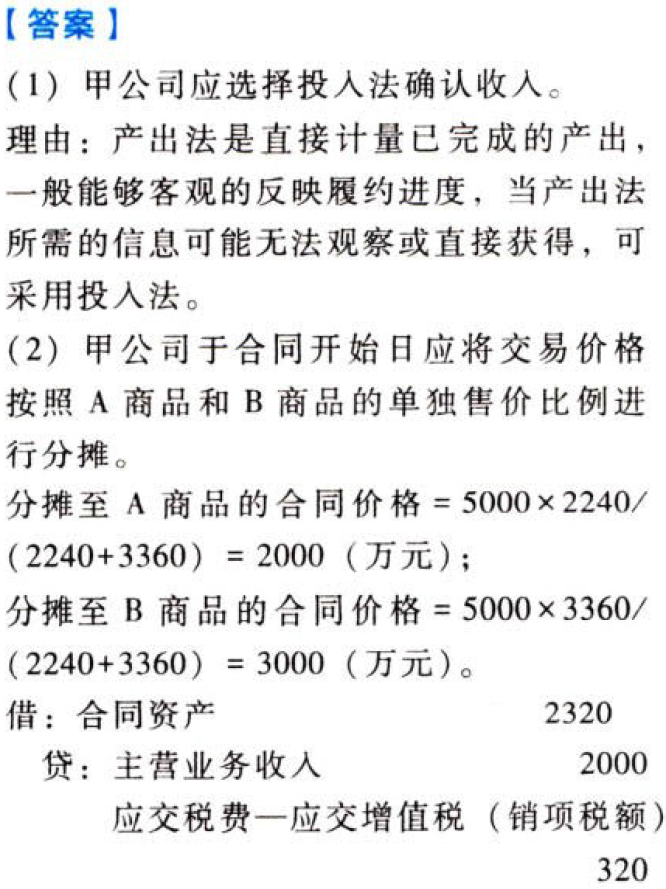 【答案】
(1) 甲公司应选择投入法确认收入。
理由：产出法是直接计量已完成的产出，
一般能够客观的反映履约进度，当产出法
所需的信息可能无法观察或直接获得，可
采用投入法。
(2) 甲公司于合同开始日应将交易价格
按照 A 商品和 B 商品的单独售价比例进
行分摊。
分摊至 A 商品的合同价格 = 5000×2240/
(2240+3360) = 2000 (万元)；
分摊至 B 商品的合同价格 = 5000×3360/
(2240+3360) = 3000 (万元)。
借：合同资产 2320
贷：主营业务收入 2000
应交税费—应交增值税 (销项税额)
320